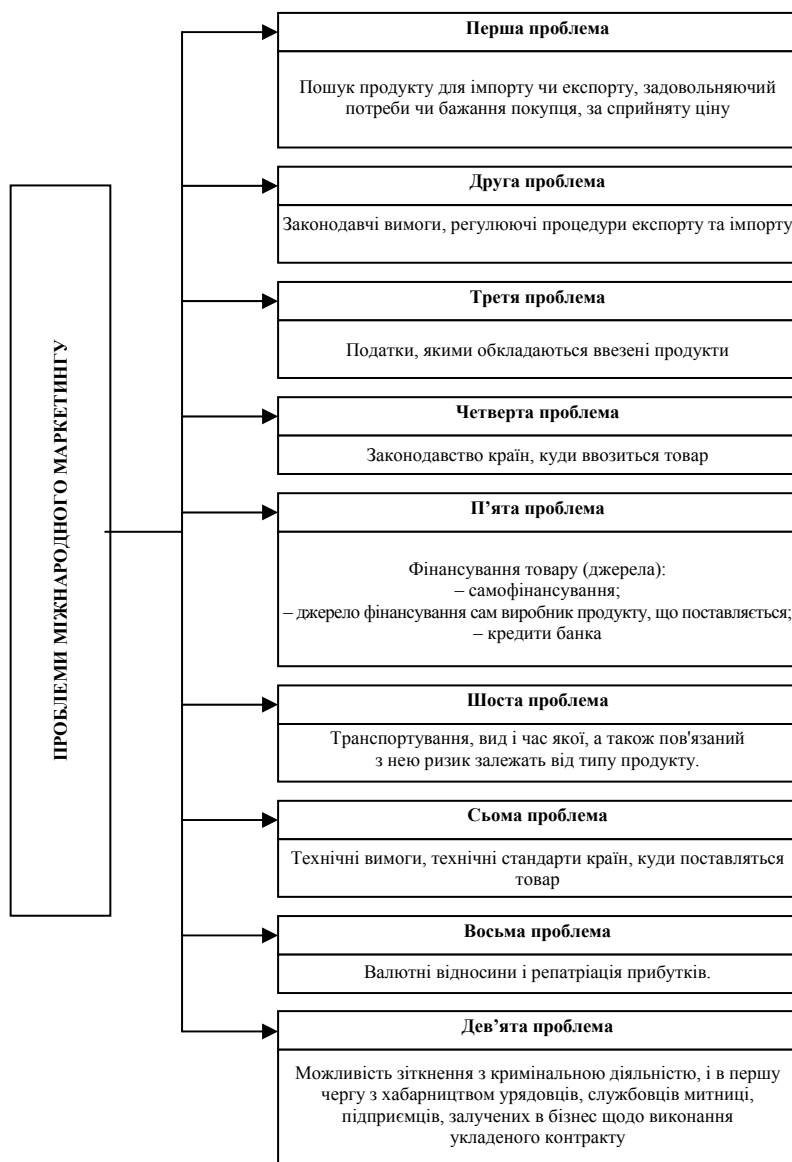 ПРОБЛЕМИ МІЖНАРОДНОГО МАРКЕТИНГУ
Перша проблема
Пошук продукту для імпорту чи експорту, задовольняючий
потреби чи бажання покупця, за сприйняту ціну
Друга проблема
Законодавчі вимоги, регулюючі процедури експорту та імпорту
Третя проблема
Податки, якими обкладаються ввезені продукти
Четверта проблема
Законодавство країн, куди ввозиться товар
П’ята проблема
Фінансування товару (джерела):
– самофінансування;
– джерело фінансування сам виробник продукту, що поставляється;
– кредити банка
Шоста проблема
Транспортування, вид і час якої, а також пов'язаний
з нею ризик залежать від типу продукту.
Сьома проблема
Технічні вимоги, технічні стандарти країн, куди поставляться
товар
Восьма проблема
Валютні відносини і репатріація прибутків.
Дев’ята проблема
Можливість зіткнення з кримінальною діяльністю, і в першу
чергу з хабарництвом урядовців, службовців митниці,
підприємців, залучених в бізнес щодо виконання
укладеного контракту